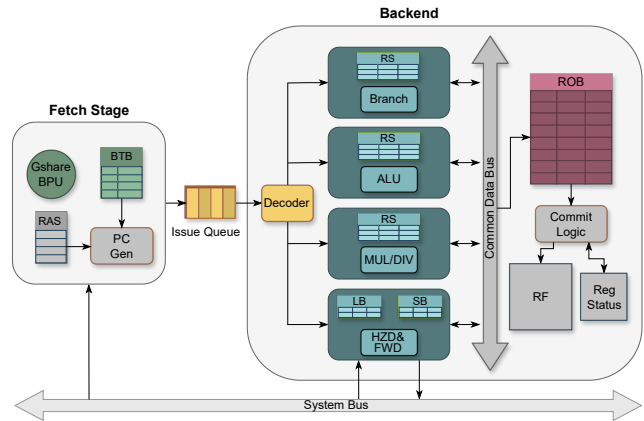 Backend
Fetch Stage
Gshare
BPU
BTB
RAS
PC
Gen
Issue Queue
Decoder
RS
Branch
RS
ALU
RS
MUL/DIV
LB
SB
HZD&
FWD
Common Data Bus
ROB
Commit
Logic
RF
Reg
Status
System Bus